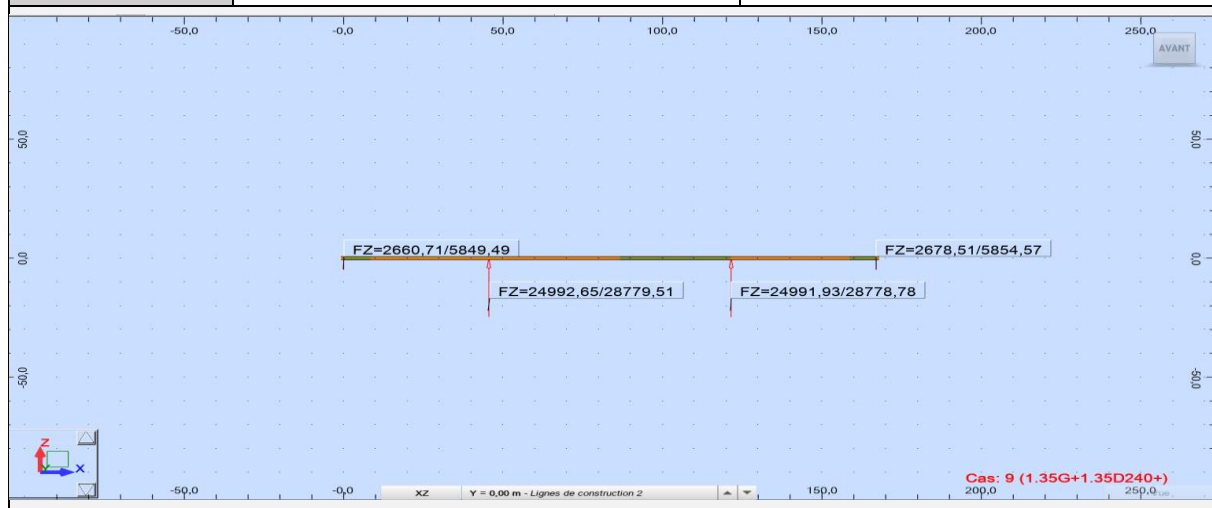 -50,0 -0,0 50,0 100,0 150,0 200,0 250,0
AVANT
50,0 50,0
FZ=2660,71/5849,49 FZ=2678,51/5854,57
0,0 0,0
FZ=24992,65/28779,51 FZ=24991,93/28778,78
-50,0 -50,0
Z
Y X
Cas: 9 (1.35G+1.35D240+)
-50,0 -0,0 XZ Y = 0,00 m - Lignes de construction 2 150,0 200,0 250,0